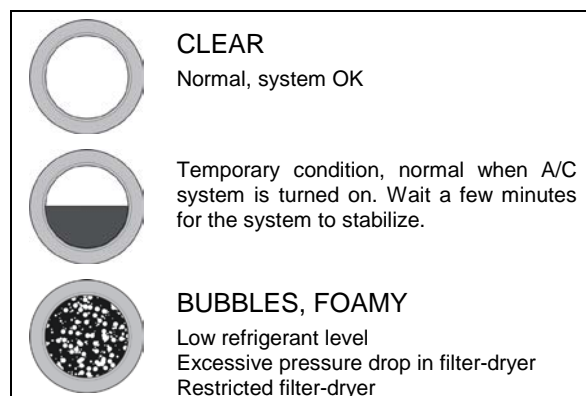 CLEAR
Normal, system OK
Temporary condition, normal when A/C
system is turned on. Wait a few minutes
for the system to stabilize.
BUBBLES, FOAMY
Low refrigerant level
Excessive pressure drop in filter-dryer
Restricted filter-dryer